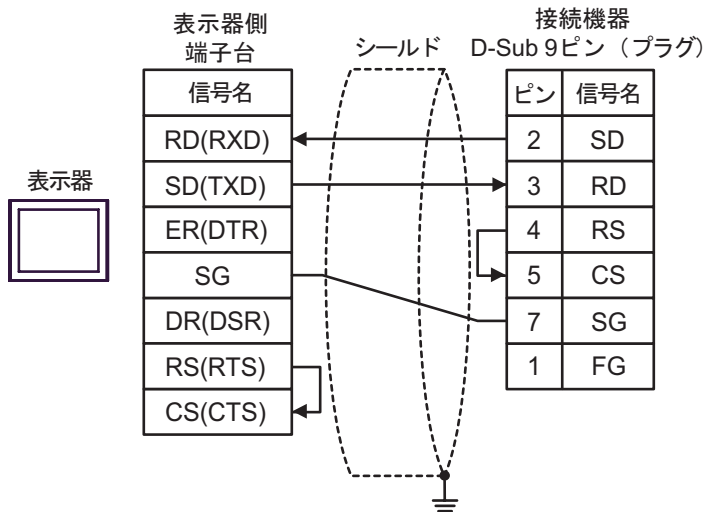 表示器側
端子台
シールド
接続機器
D-Sub 9ピン（プラグ）
信号名
ピン 信号名
RD(RXD) 2 SD
表示器
SD(TXD) 3 RD
ER(DTR) 4 RS
SG 5 CS
DR(DSR) 7 SG
RS(RTS) 1 FG
CS(CTS)